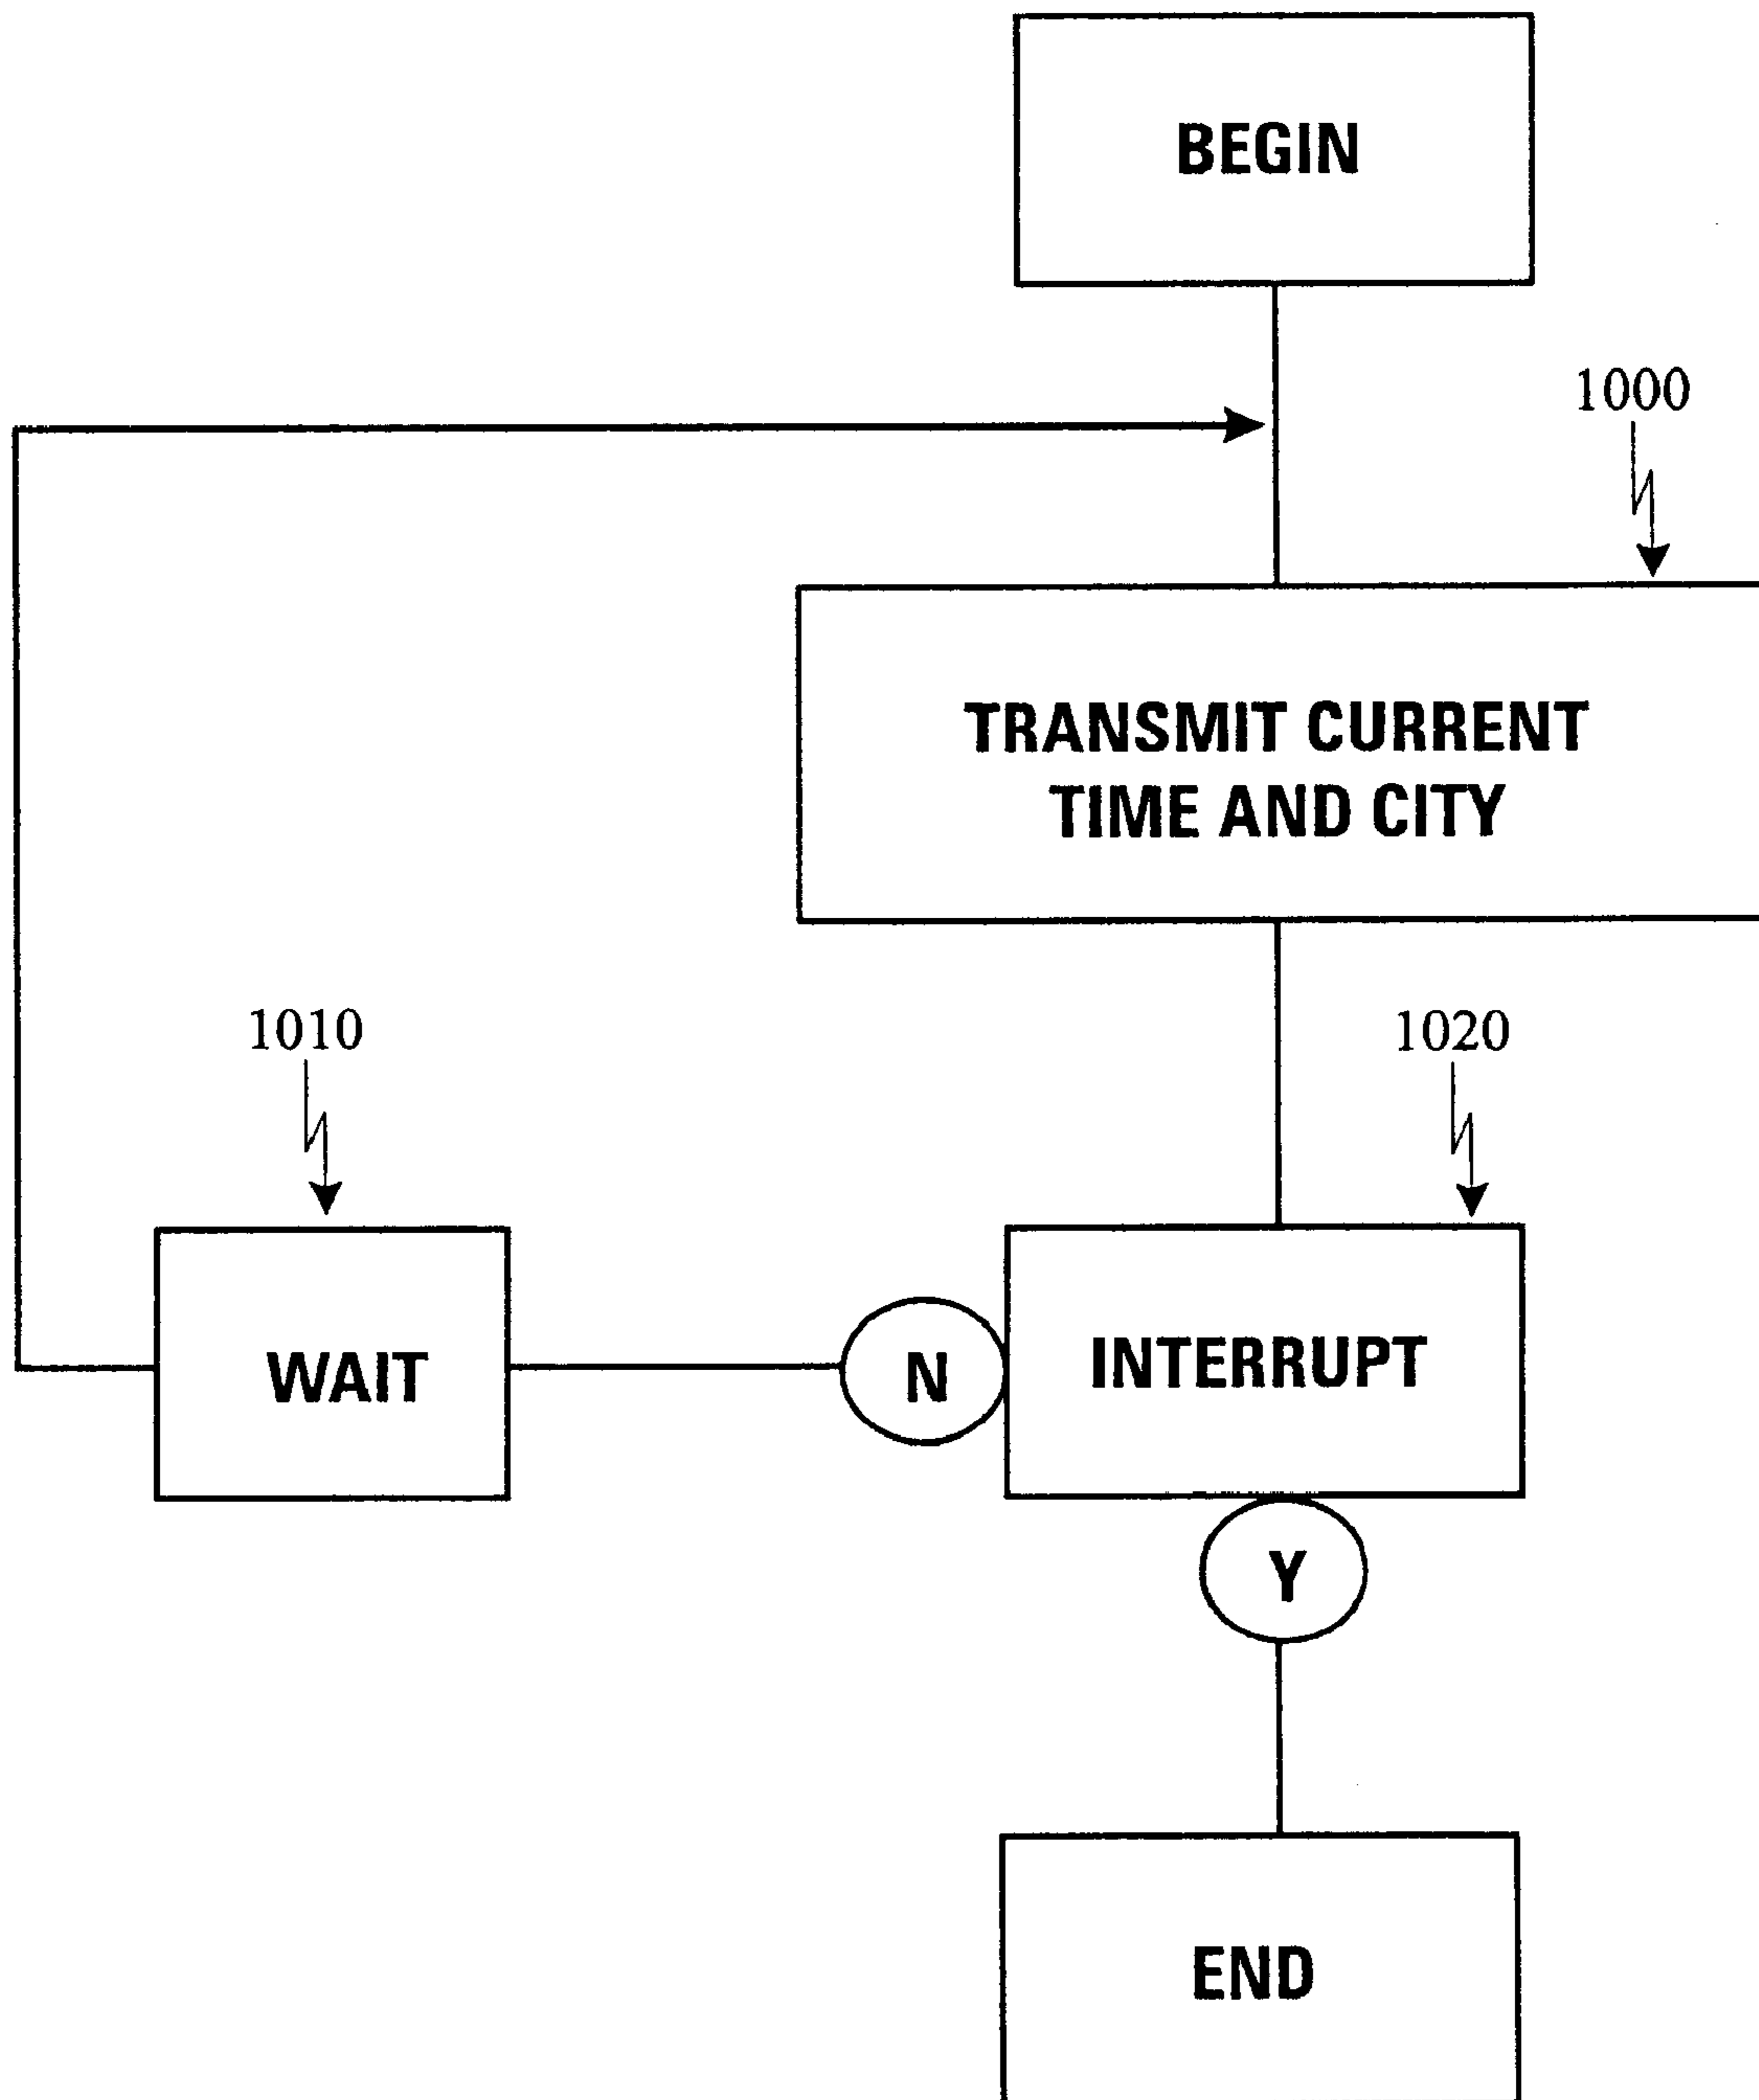 BEGIN
1000
TRANSMIT CURRENT
TIME AND CITY
1010
1020
WAIT
N
INTERRUPT
Y
END